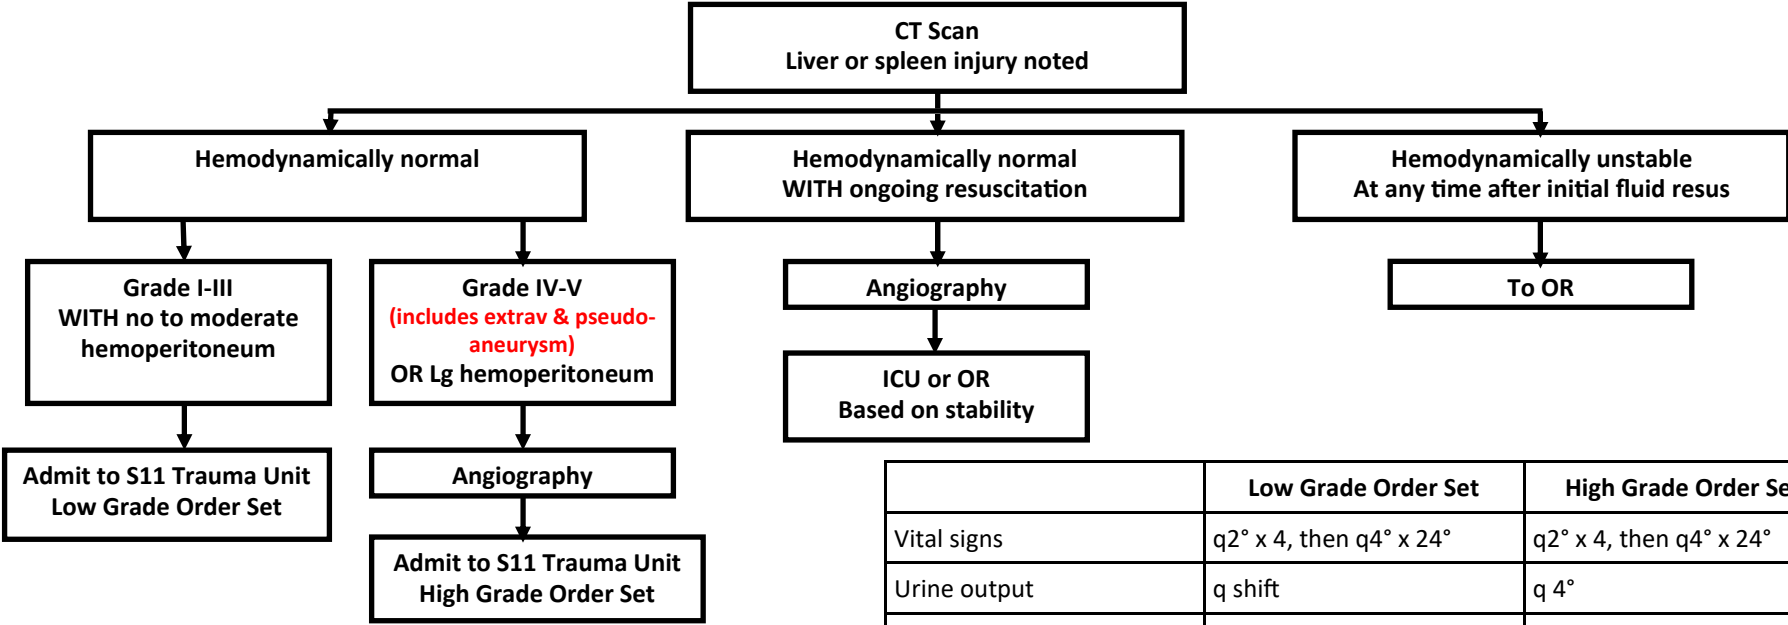 CT Scan
Liver or spleen injury noted
Hemodynamically normal
Hemodynamically normal
WITH ongoing resuscitation
Hemodynamically unstable
At any time after initial fluid resus
Grade I-III
WITH no to moderate
hemoperitoneum
Grade IV-V
(includes extrav & pseudo-
aneurysm)
OR Lg hemoperitoneum
Angiography
To OR
ICU or OR
Based on stability
Admit to S11 Trauma Unit
Low Grade Order Set
Angiography
Admit to S11 Trauma Unit
High Grade Order Set
Low Grade Order Set High Grade Order Se
Vital signs q2° x 4, then q4° x 24° q2° x 4, then q4° x 24°
Urine output q shift q 4°